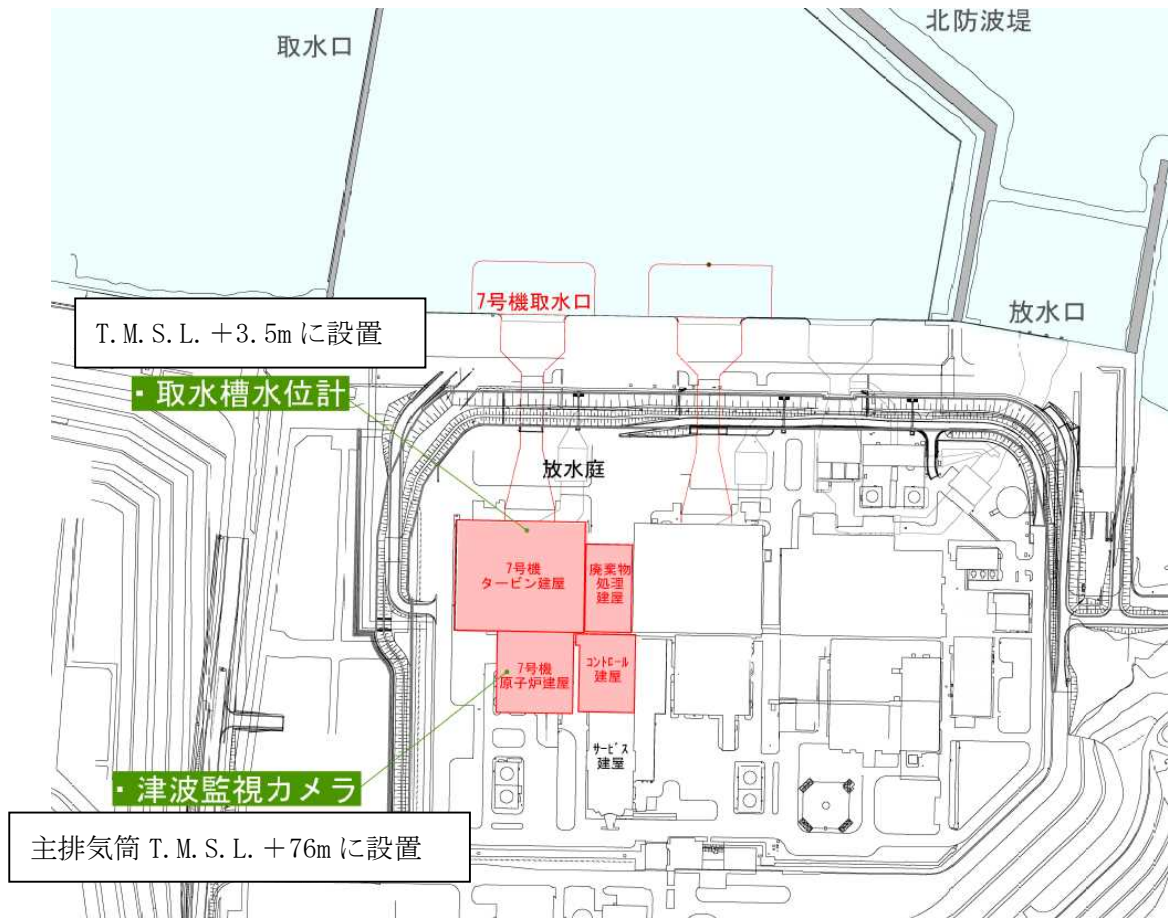 北防波堤
取水口
7号機取水口
放水口
T.M.S.L.＋3.5mに設置
▪取水槽水位計
放水庭
7号機
タービン建屋
廃棄物
処理
建屋
7号機
原子炉建屋
ｺﾝﾄﾛｰﾙ
建屋
ｻｰﾋﾞｽ
建屋
▪津波監視カメラ
主排気筒 T.M.S.L.＋76mに設置